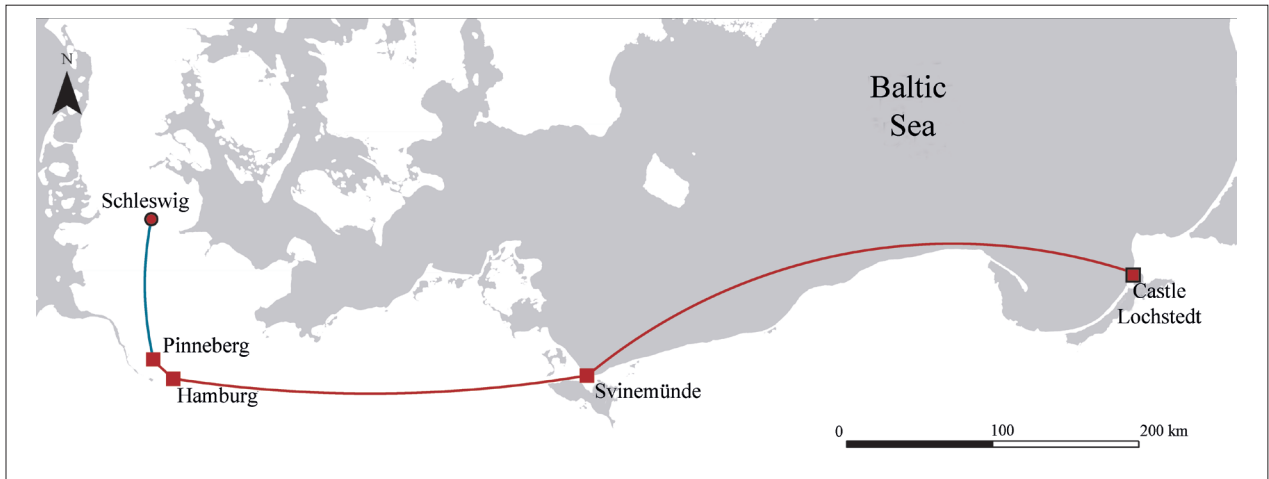 N
Baltic
Sea
Schleswig
Pinneberg
Hamburg
Svinemünde
Castle
Lochstedt
0 100 200 km